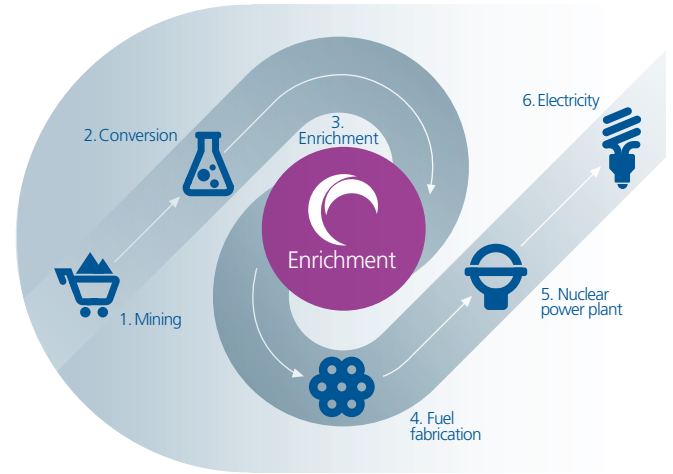 1. Mining
2. Conversion
3.
Enrichment
Enrichment
4. Fuel
fabrication
5. Nuclear
power plant
6. Electricity